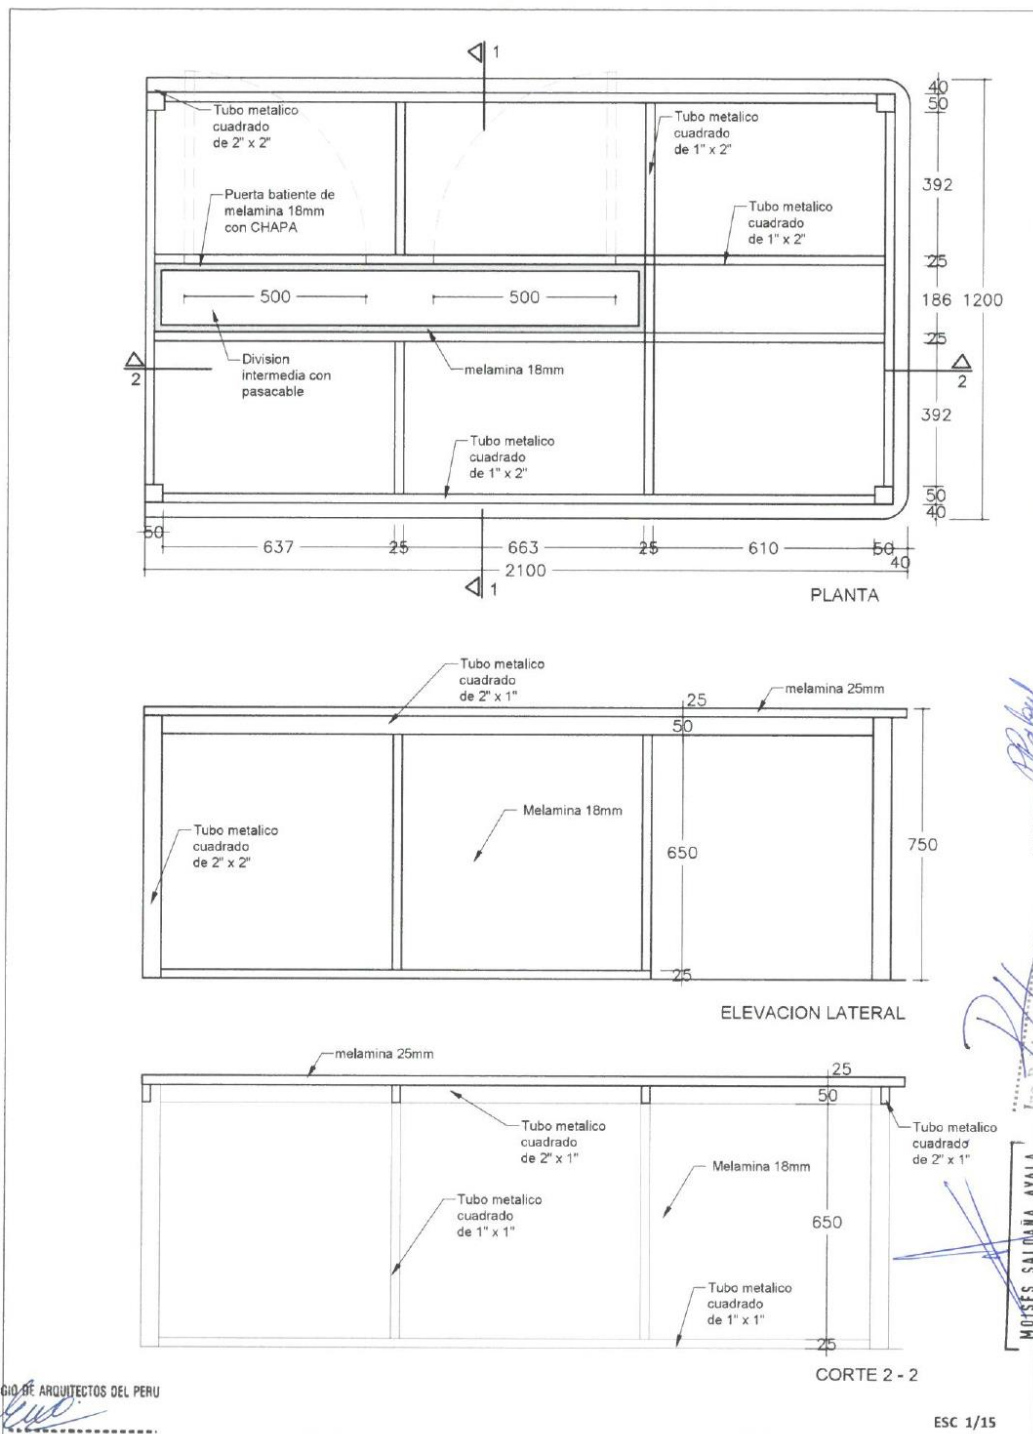 1
Tubo metalico
cuadrado
de 2" x 2"
Tubo metalico
cuadrado
de 1" x 2"
40
50
392
Puerta batiente de
melamina 18mm
con CHAPA
Tubo metalico
cuadrado
de 1" x 2"
25
500
500
186
1200
25
2
Division
intermedia con
pasacable
melamina 18mm
2
392
Tubo metalico
cuadrado
de 1" x 2"
50
40
50
637
25
663
25
610
50
40
2100
1
PLANTA
Tubo metalico
cuadrado
de 2" x 1"
25
melamina 25mm
50
Melamina 18mm
Tubo metalico
cuadrado
de 2" x 2"
650
750
25
ELEVACION LATERAL
melamina 25mm
25
50
Tubo metalico
cuadrado
de 2" x 1"
Tubo metalico
cuadrado
de 2" x 1"
Melamina 18mm
Tubo metalico
cuadrado
de 1" x 1"
650
Tubo metalico
cuadrado
de 1" x 1"
25
MOISES SALDAÑA AYALA
CORTE 2 - 2
GIO DE ARQUITECTOS DEL PERU
ESC 1/15